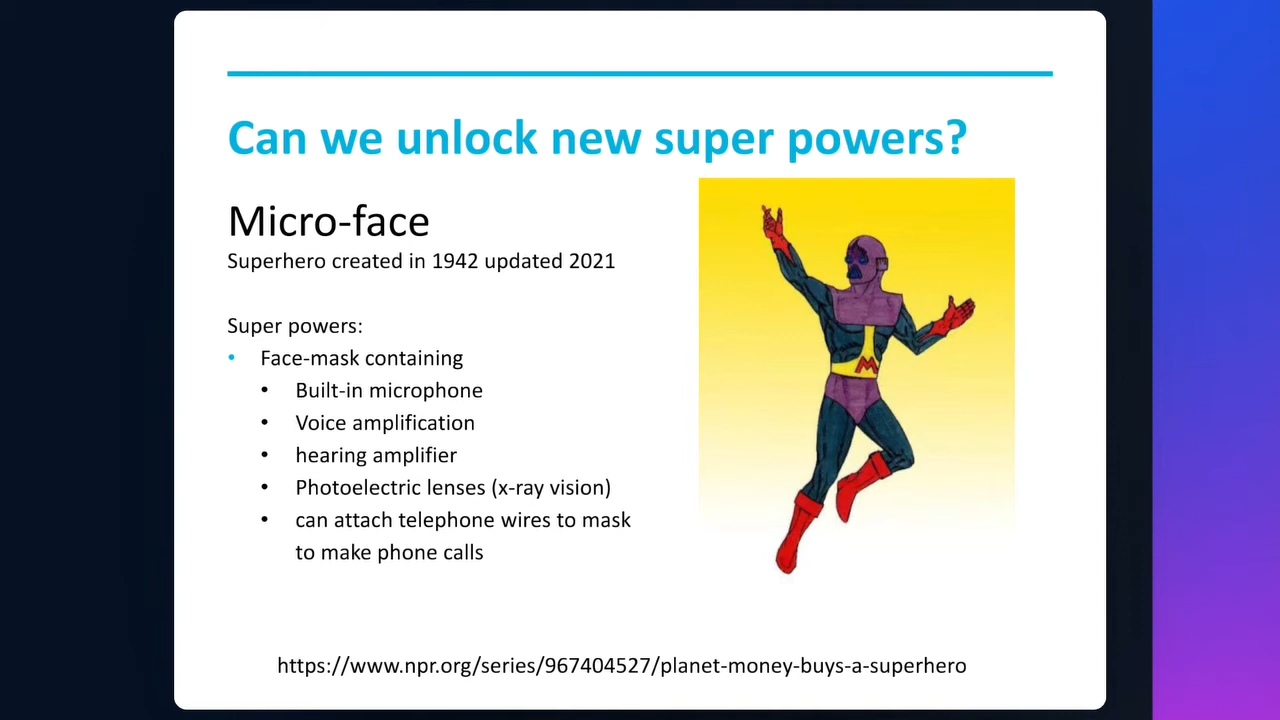 Can we unlock new super powers?
Micro-face
Superhero created in 1942 updated 2021
Super powers:
• Face-mask containing
• Built-in microphone
• Voice amplification
• hearing amplifier
• Photoelectric lenses (x-ray vision)
• can attach telephone wires to mask
to make phone calls
M
https://www.npr.org/series/967404527/planet-money-buys-a-superhero